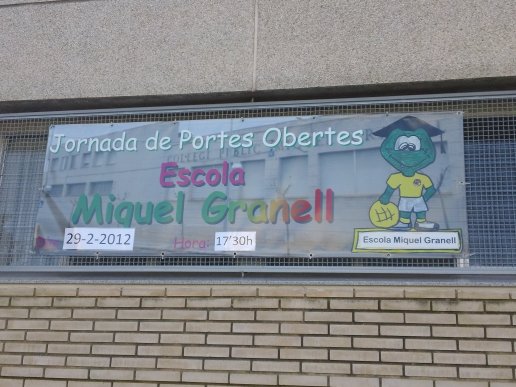 Jornada de Portes Obertes
Escola
Miquel Granell
29-2-2012 Hora: 17'30h
Escola Miquel Granell